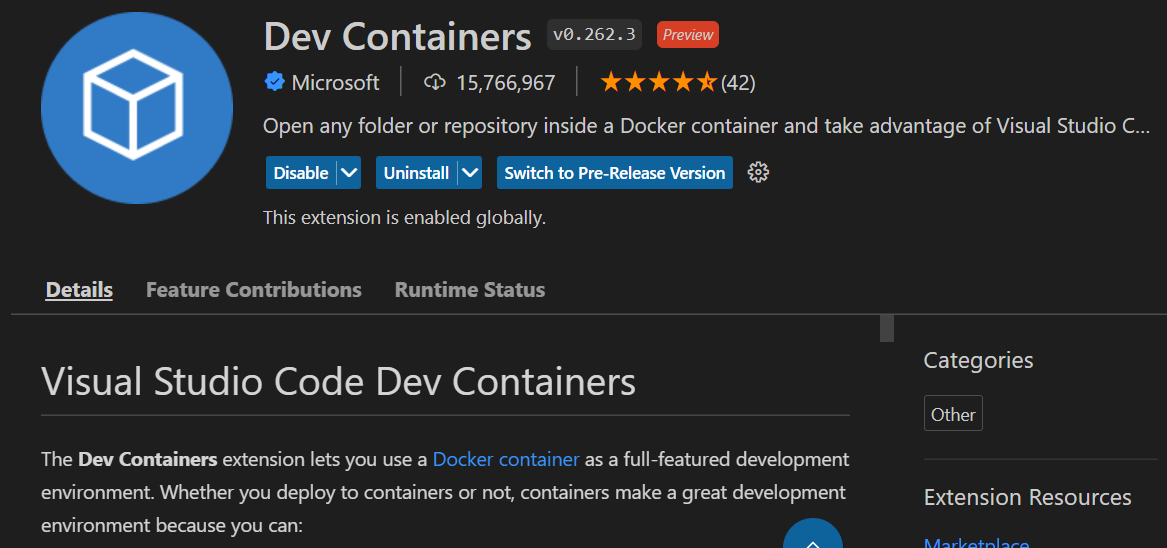 Dev Containers v0.262.3 Preview
Microsoft 15,766,967 (42)
Open any folder or repository inside a Docker container and take advantage of Visual Studio C...
Disable Uninstall Switch to Pre-Release Version
This extension is enabled globally.
Details Feature Contributions Runtime Status
Visual Studio Code Dev Containers
The Dev Containers extension lets you use a Docker container as a full-featured development
environment. Whether you deploy to containers or not, containers make a great development
environment because you can:
Categories
Other
Extension Resources
Marketplace